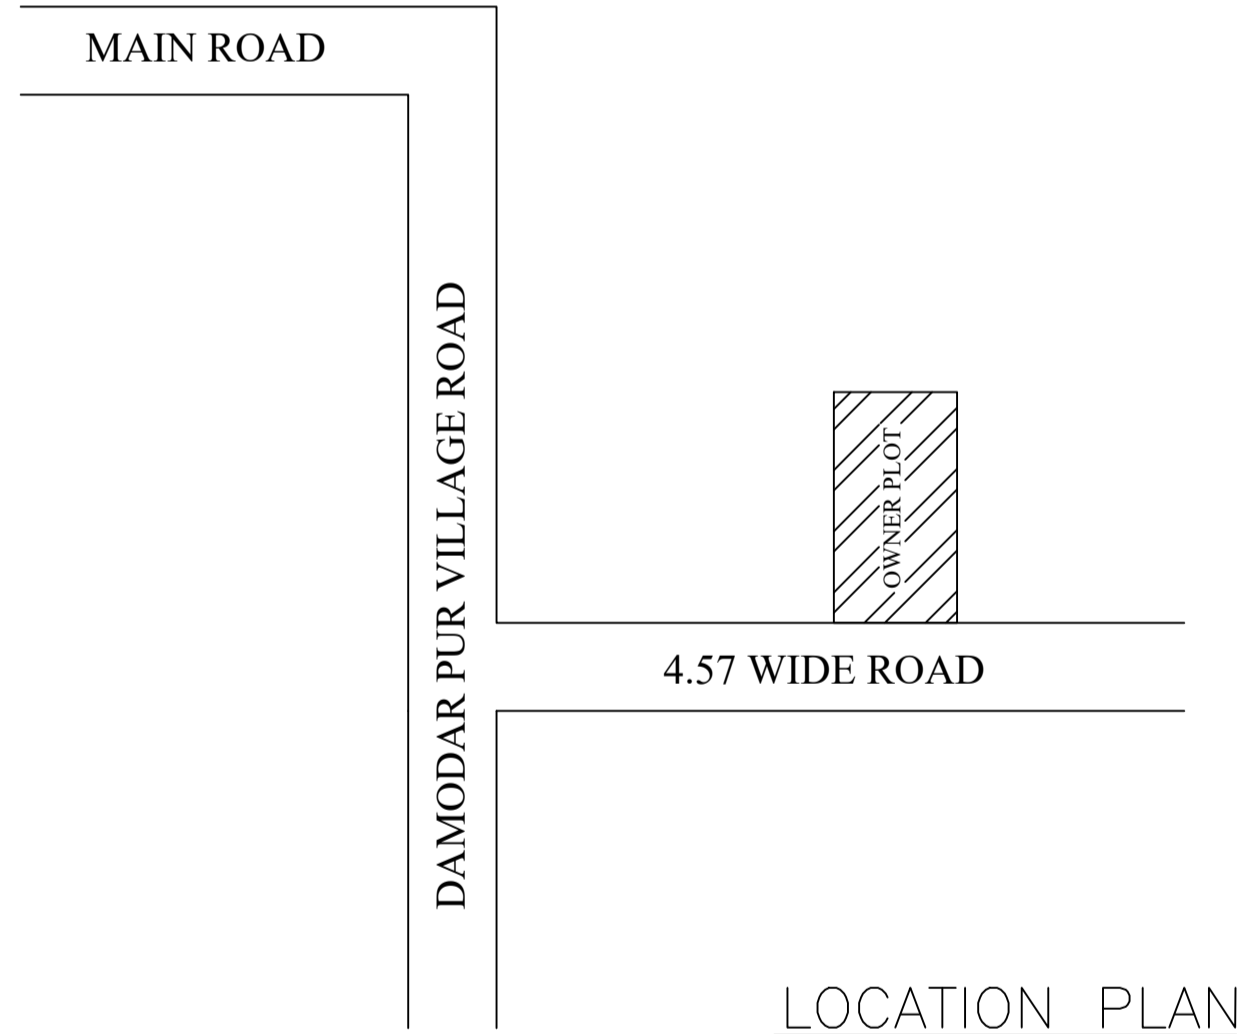 MAIN ROAD
DAMODAR PUR VILLAGE ROAD
OWNER PLOT
4.57 WIDE ROAD
LOCATION PLAN